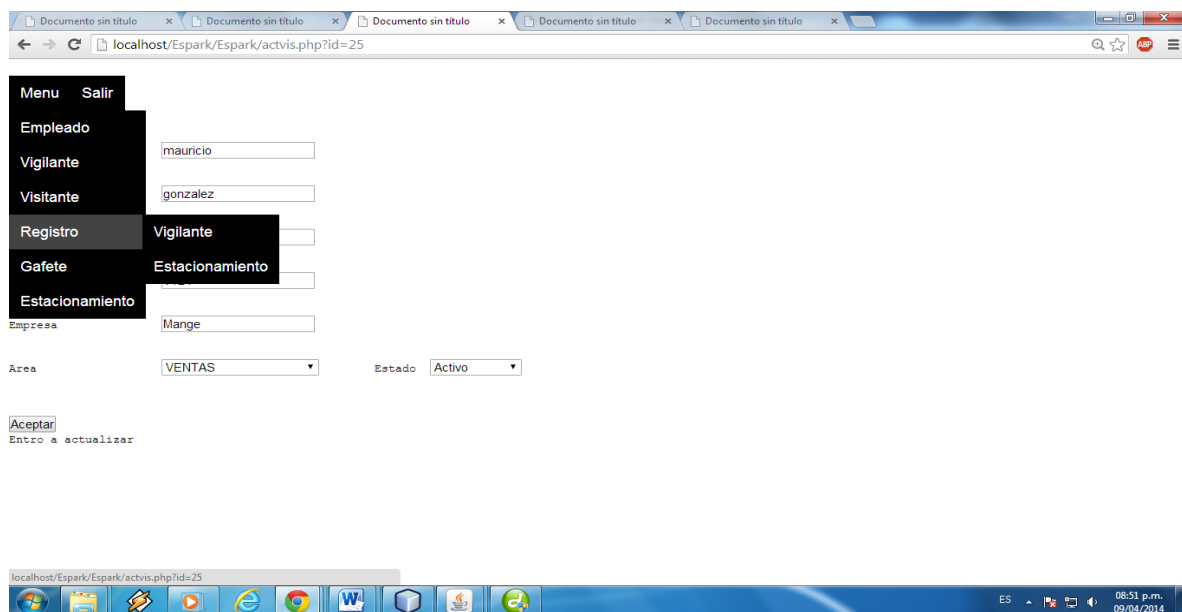 Documento sin título
Documento sin título
Documento sin título
Documento sin título
Documento sin título
localhost/Espark/Espark/actvis.php?id=25
ABP
Menu Salir
Empleado
mauricio
Vigilante
Visitante
gonzalez
Registro
Vigilante
Gafete
Estacionamiento
Estacionamiento
Empresa
Mange
Area
VENTAS
Estado
Activo
Aceptar
Entro a actualizar
localhost/Espark/Espark/actvis.php?id=25
W
ES
08:51 p.m.
09/04/2014